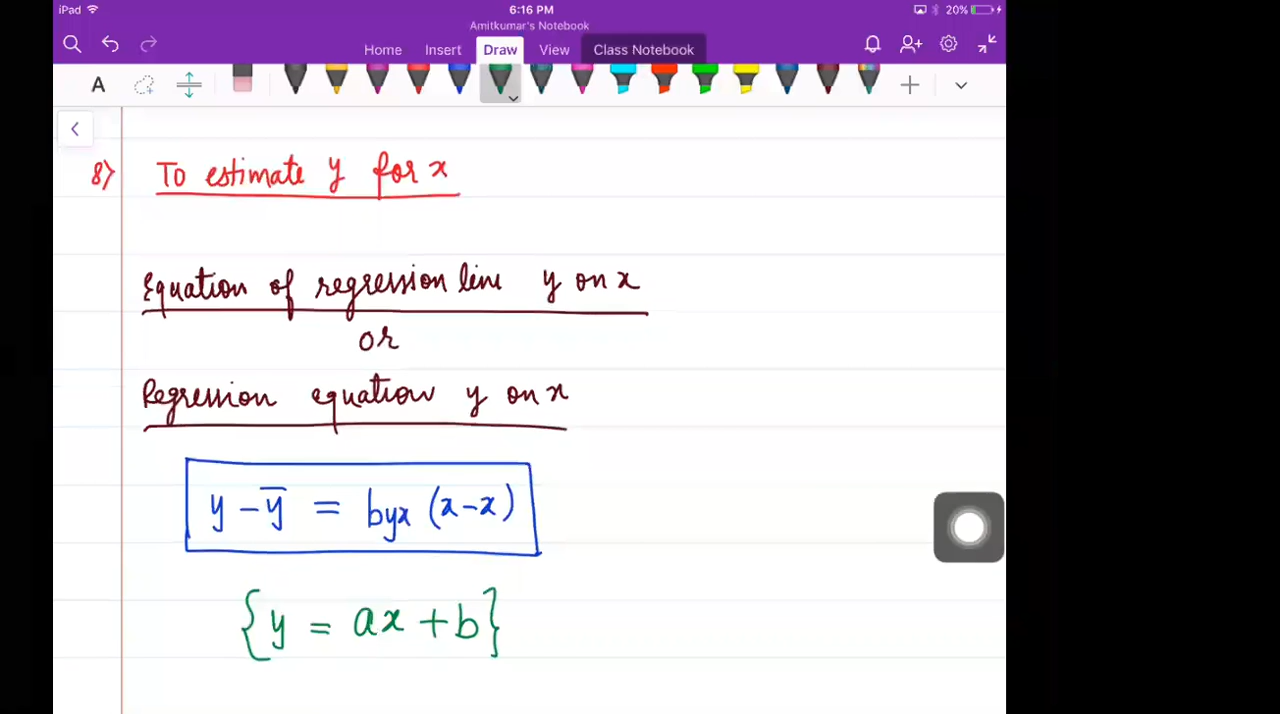 iPad 6:16 PM 20%
Amitkumar's Notebook
Home Insert Draw View Class Notebook
A
8) To estimate y for x
Equation of regression line y on x
or
Regression equation y on x
y - ȳ = byx (x - x)
{y = ax + b}